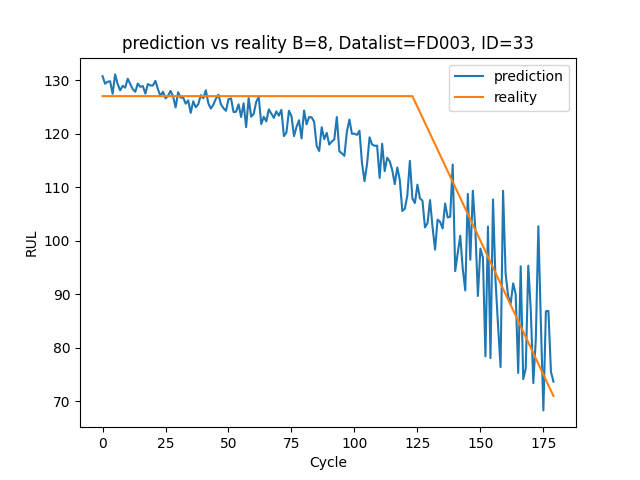 prediction vs reality B=8, Datalist=FD003, ID=33
prediction
reality
RUL
130
120
110
100
90
80
70
0 25 50 75 100 125 150 175
Cycle